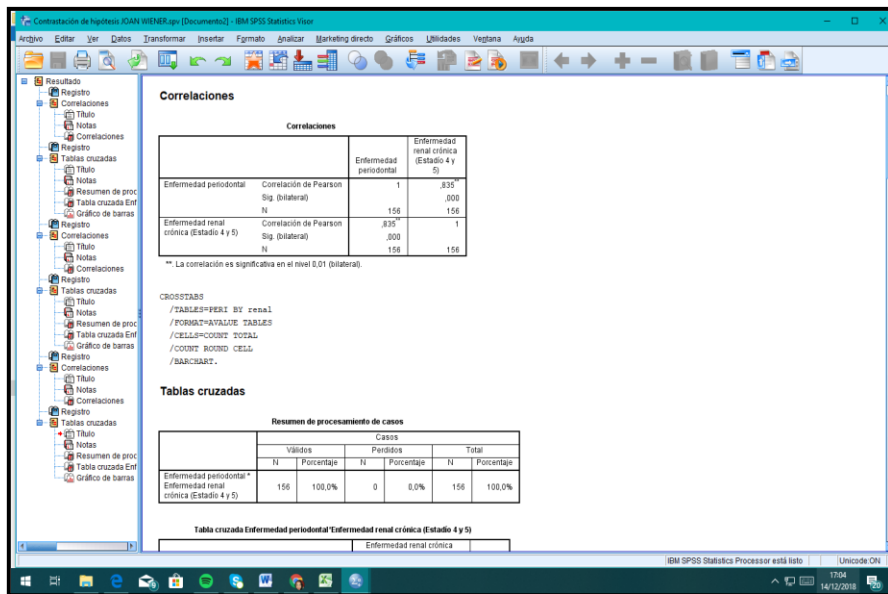 Contrastación de hipótesis JOAN WIENER.spv [Documento2] - IBM SPSS Statistics Visor
Archivo Editar Ver Datos Transformar Insertar Formato Analizar Marketing directo Gráficos Utilidades Ventana Ayuda
Resultado
Registro
Correlaciones
Título
Notas
Correlaciones
Registro
Tablas cruzadas
Título
Notas
Resumen de proc
Tabla cruzada Enf
Gráfico de barras
Registro
Correlaciones
Título
Notas
Correlaciones
Registro
Tablas cruzadas
Título
Notas
Resumen de proc
Tabla cruzada Enf
Gráfico de barras
Registro
Correlaciones
Título
Notas
Correlaciones
Registro
Tablas cruzadas
Título
Notas
Resumen de proc
Tabla cruzada Enf
Gráfico de barras
Correlaciones
Correlaciones
Enfermedad periodontal
Enfermedad renal crónica (Estadío 4 y 5)
Enfermedad periodontal Correlación de Pearson 1 ,835**
Sig. (bilateral) ,000
N 156 156
Enfermedad renal crónica (Estadío 4 y 5) Correlación de Pearson ,835** 1
Sig. (bilateral) ,000
N 156 156
**. La correlación es significativa en el nivel 0,01 (bilateral).
CROSSTABS
/TABLES=PERI BY renal
/FORMAT=AVALUE TABLES
/CELLS=COUNT TOTAL
/COUNT ROUND CELL
/BARCHART.
Tablas cruzadas
Resumen de procesamiento de casos
Casos
Válidos Perdidos Total
N Porcentaje N Porcentaje N Porcentaje
Enfermedad periodontal * Enfermedad renal crónica (Estadío 4 y 5) 156 100,0% 0 0,0% 156 100,0%
Tabla cruzada Enfermedad periodontal*Enfermedad renal crónica (Estadío 4 y 5)
Enfermedad renal crónica
IBM SPSS Statistics Processor está listo Unicode:ON
17:04
14/12/2018
20